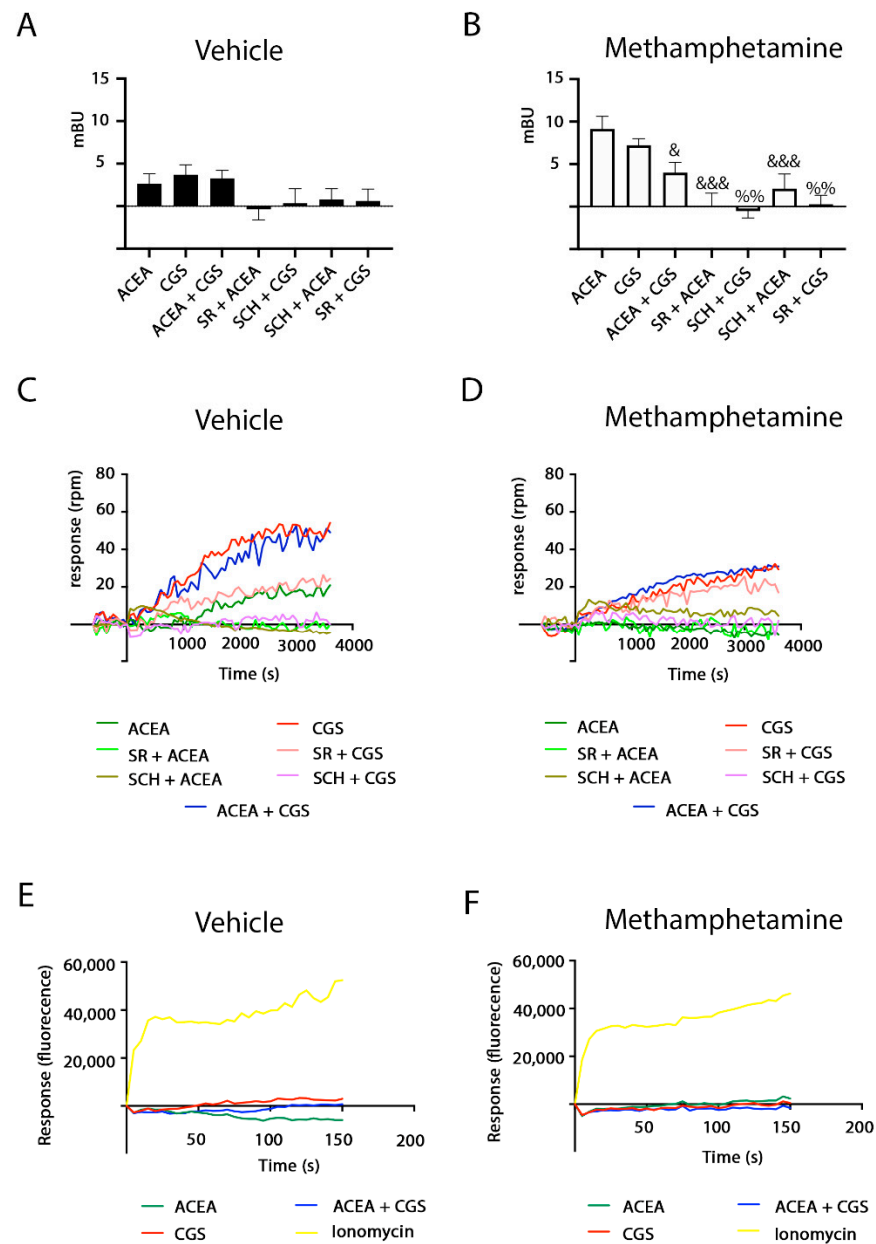 A
Vehicle
15
10
5
mBU
ACEA
CGS
ACEA + CGS
SR + ACEA
SCH + CGS
SCH + ACEA
SR + CGS
B
Methamphetamine
15
10
5
mBU
&
&&&
%%
&&&
%%
ACEA
CGS
ACEA + CGS
SR + ACEA
SCH + CGS
SCH + ACEA
SR + CGS
C
Vehicle
80
60
40
20
response (rpm)
1000 2000 3000 4000
Time (s)
ACEA CGS
SR + ACEA SR + CGS
SCH + ACEA SCH + CGS
ACEA + CGS
D
Methamphetamine
80
60
40
20
response (rpm)
1000 2000 3000 4000
Time (s)
ACEA CGS
SR + ACEA SR + CGS
SCH + ACEA SCH + CGS
ACEA + CGS
E
Vehicle
60,000
40,000
20,000
Response (fluorecence)
50 100 150 200
Time (s)
ACEA ACEA + CGS
CGS Ionomycin
F
Methamphetamine
60,000
40,000
20,000
Response (fluorecence)
50 100 150 200
Time (s)
ACEA ACEA + CGS
CGS Ionomycin